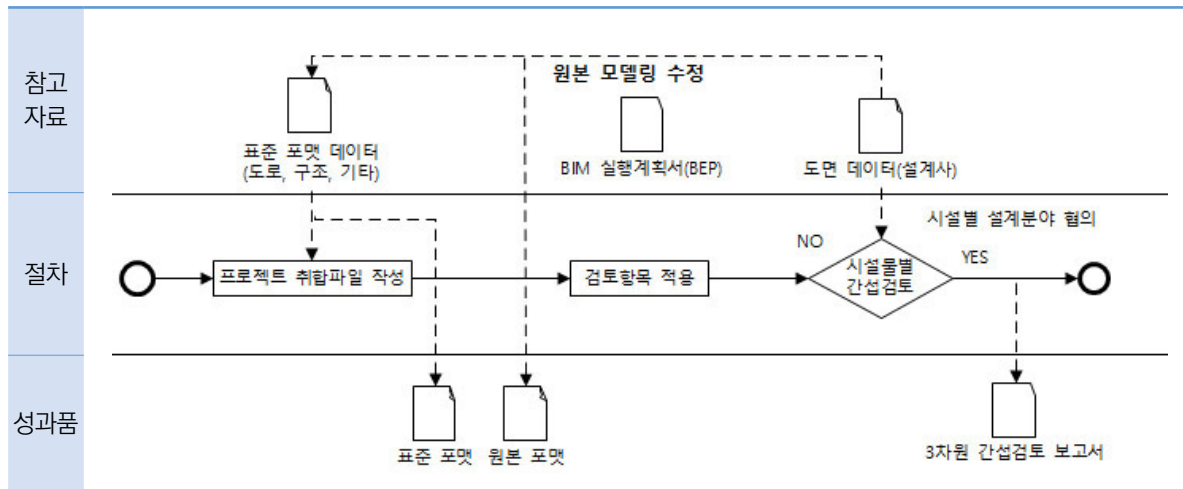 참고
자료
원본 모델링 수정
표준 포맷 데이터
(도로, 구조, 기타)
BIM 실행계획서(BEP)
도면 데이터(설계사)
절차
시설별 설계분야 협의
NO
YES
프로젝트 취합파일 작성
검토항목 적용
시설물별
간섭검토
성과품
표준 포맷
원본 포맷
3차원 간섭검토 보고서